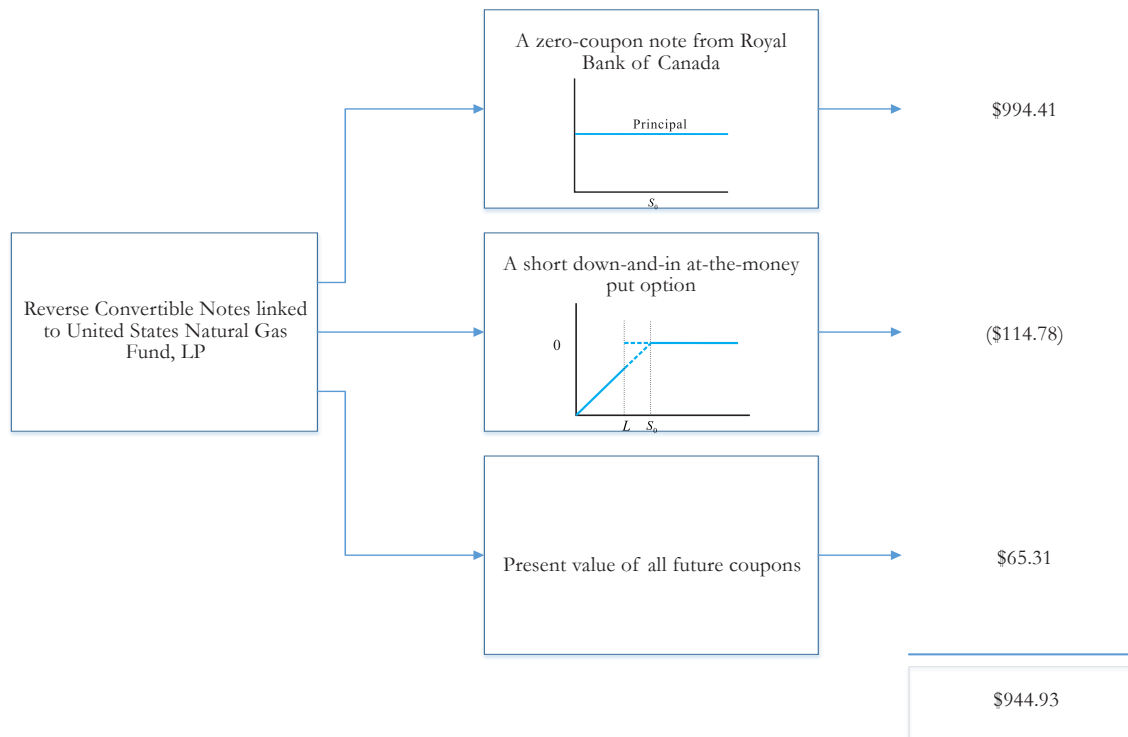 A zero-coupon note from Royal
Bank of Canada
Principal
S₀
$994.41
Reverse Convertible Notes linked
to United States Natural Gas
Fund, LP
A short down-and-in at-the-money
put option
0
L
S₀
($114.78)
Present value of all future coupons
$65.31
$944.93